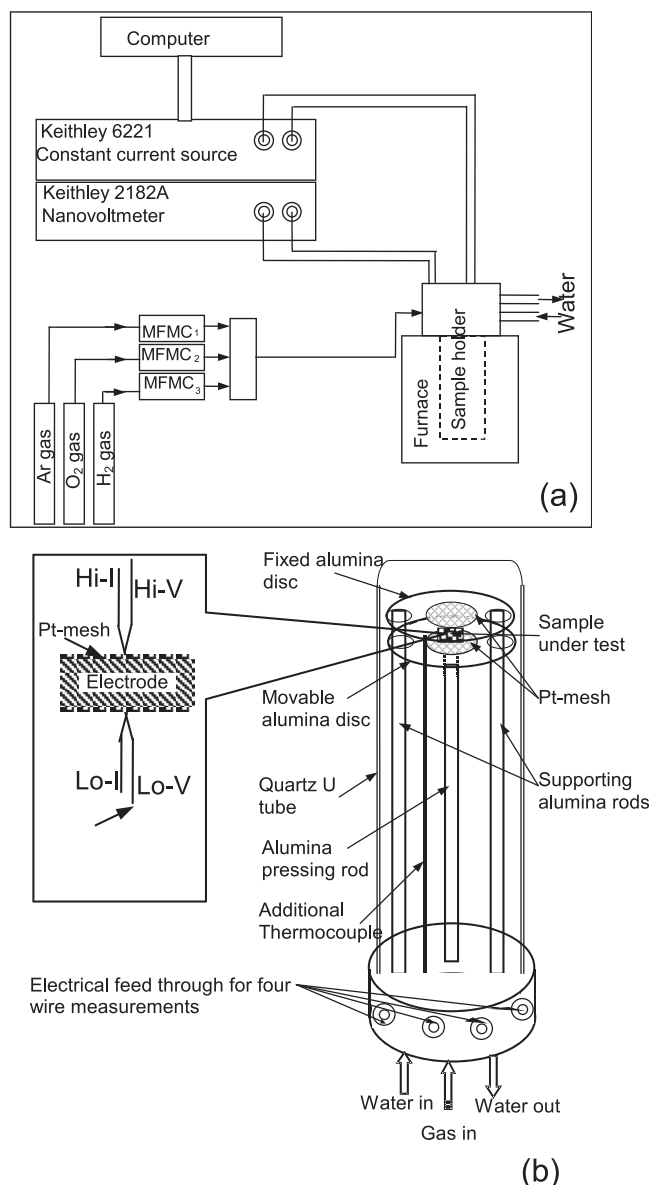 Computer
Keithley 6221
Constant current source
Keithley 2182A
Nanovoltmeter
MFMC1
MFMC2
MFMC3
Ar gas
O2 gas
H2 gas
Furnace
Sample holder
Water
(a)
Hi-I
Hi-V
Pt-mesh
Electrode
Lo-I
Lo-V
Fixed alumina
disc
Sample
under test
Movable
alumina disc
Pt-mesh
Quartz U
tube
Supporting
alumina rods
Alumina
pressing rod
Additional
Thermocouple
Electrical feed through for four
wire measurements
Water in
Water out
Gas in
(b)